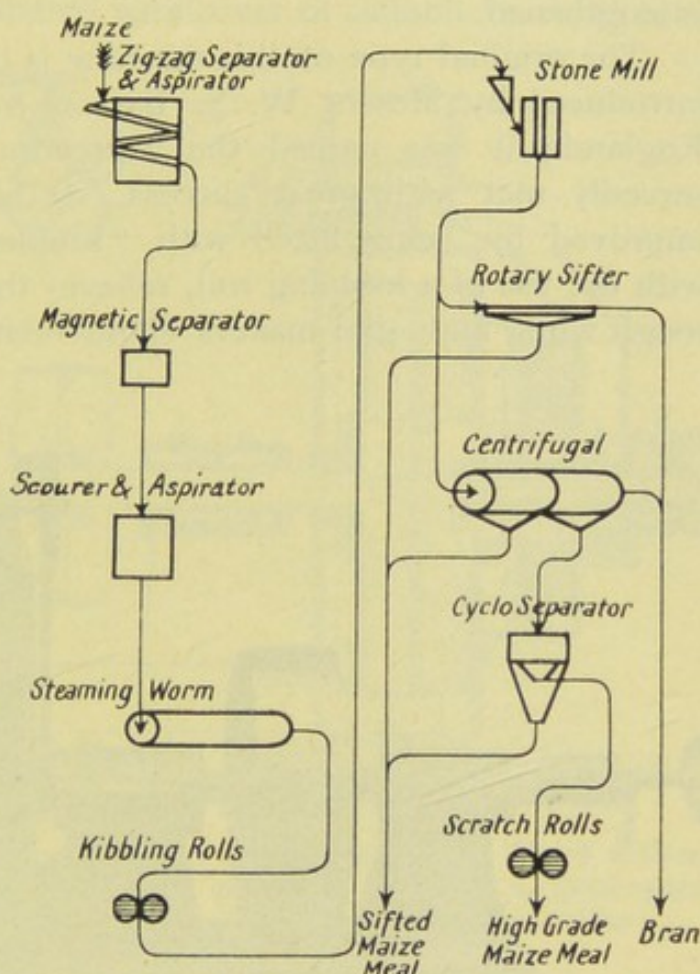 Maize
Zig-zag Separator
& Aspirator
Magnetic Separator
Scourer & Aspirator
Steaming Worm
Kibbling Rolls
Stone Mill
Rotary Sifter
Centrifugal
Cyclo Separator
Scratch Rolls
Sifted
Maize
Meal
High Grade
Maize Meal
Bran